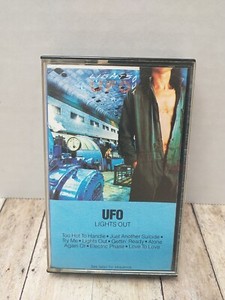 UFO
LIGHTS OUT
Too Hot To Handle • Just Another Suicide •
Try Me • Lights Out • Gettin' Ready • Alone
Again Or • Electric Phase • Love To Love